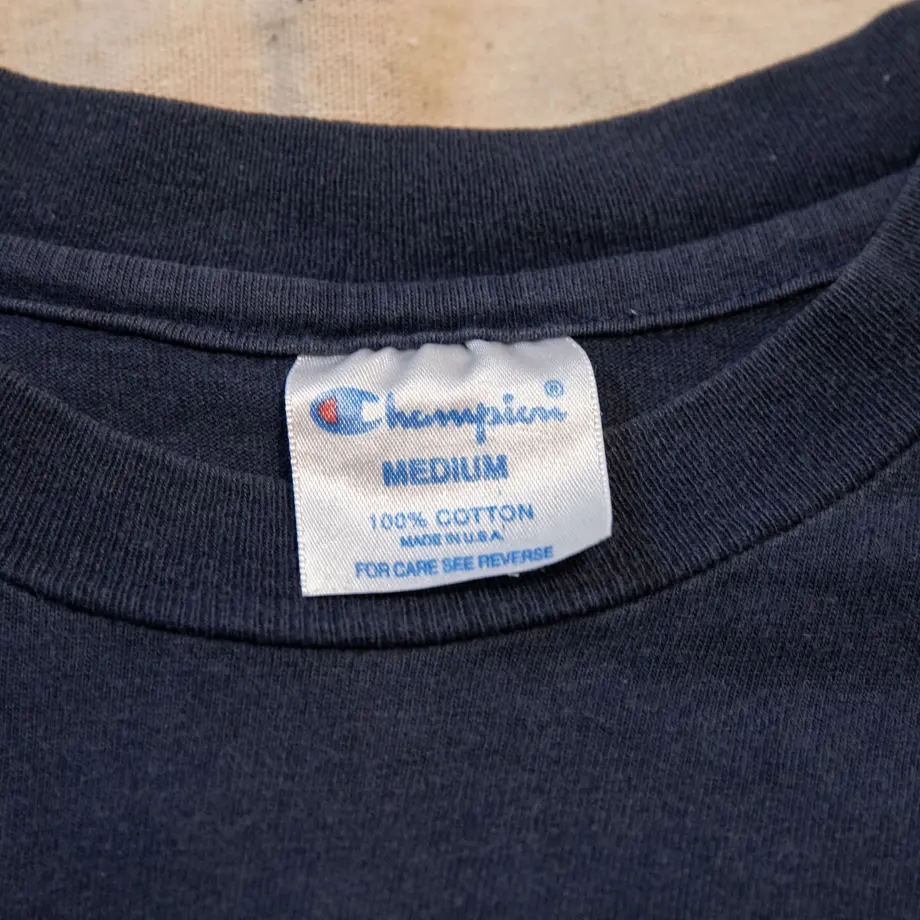 Champion®
MEDIUM
100% COTTON
MADE IN U.S.A.
FOR CARE SEE REVERSE